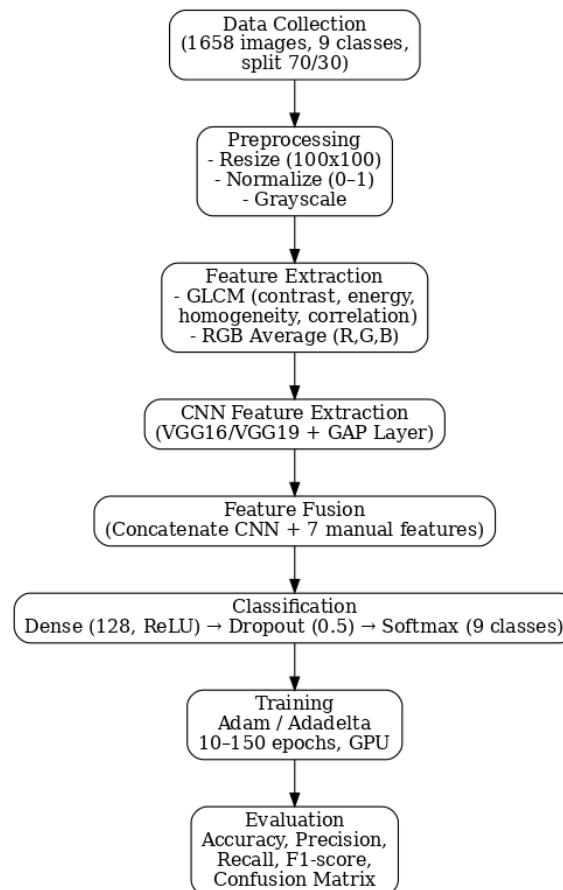 Data Collection
(1658 images, 9 classes,
split 70/30)
Preprocessing
- Resize (100x100)
- Normalize (0–1)
- Grayscale
Feature Extraction
- GLCM (contrast, energy,
homogeneity, correlation)
- RGB Average (R,G,B)
CNN Feature Extraction
(VGG16/VGG19 + GAP Layer)
Feature Fusion
(Concatenate CNN + 7 manual features)
Classification
Dense (128, ReLU) → Dropout (0.5) → Softmax (9 classes)
Training
Adam / Adadelta
10–150 epochs, GPU
Evaluation
Accuracy, Precision,
Recall, F1-score,
Confusion Matrix